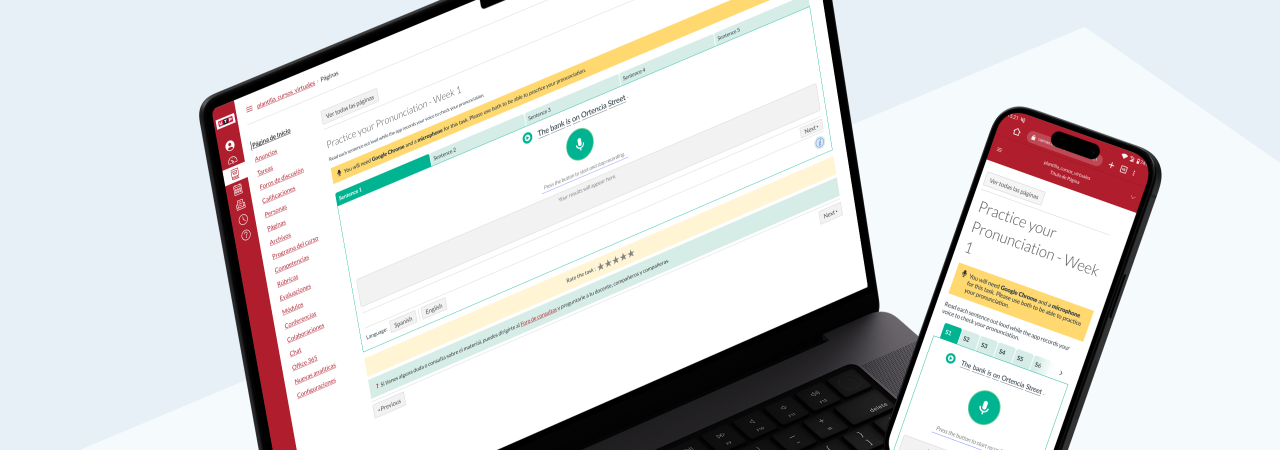 plantilla_cursos_virtuales › Páginas
Página de Inicio
Anuncios
Tareas
Foros de discusión
Calificaciones
Personas
Páginas
Archivos
Programa del curso
Competencias
Rúbricas
Evaluaciones
Módulos
Conferencias
Colaboraciones
Chat
Office 365
Nuevas analíticas
Configuraciones
Ver todas las páginas
Practice your Pronunciation - Week 1
Read each sentence out loud while the app records your voice to check your pronunciation.
You will need Google Chrome and a microphone for this task. Please use both to be able to practice your pronunciation.
Sentence 1
Sentence 2
Sentence 3
Sentence 4
Sentence 5
The bank is on Ortencia Street.
Press the button to start and stop recording
Your results will appear here.
Next
Language:
Spanish
English
Rate the task:
Si tienes alguna duda o consulta sobre el material, puedes dirigirte al Foro de consultas y preguntarle a tu docente, compañeros y compañeras.
Previous
Next
delete
plantilla_cursos_virtuales
Título de Página
Ver todas las páginas
Practice your
Pronunciation - Week
1
You will need Google Chrome and a microphone
for this task. Please use both to be able to practice
your pronunciation.
Read each sentence out loud while the app records your
voice to check your pronunciation.
S1
S2
S3
S4
S5
S6
The bank is on Ortencia Street.
Press the button to start